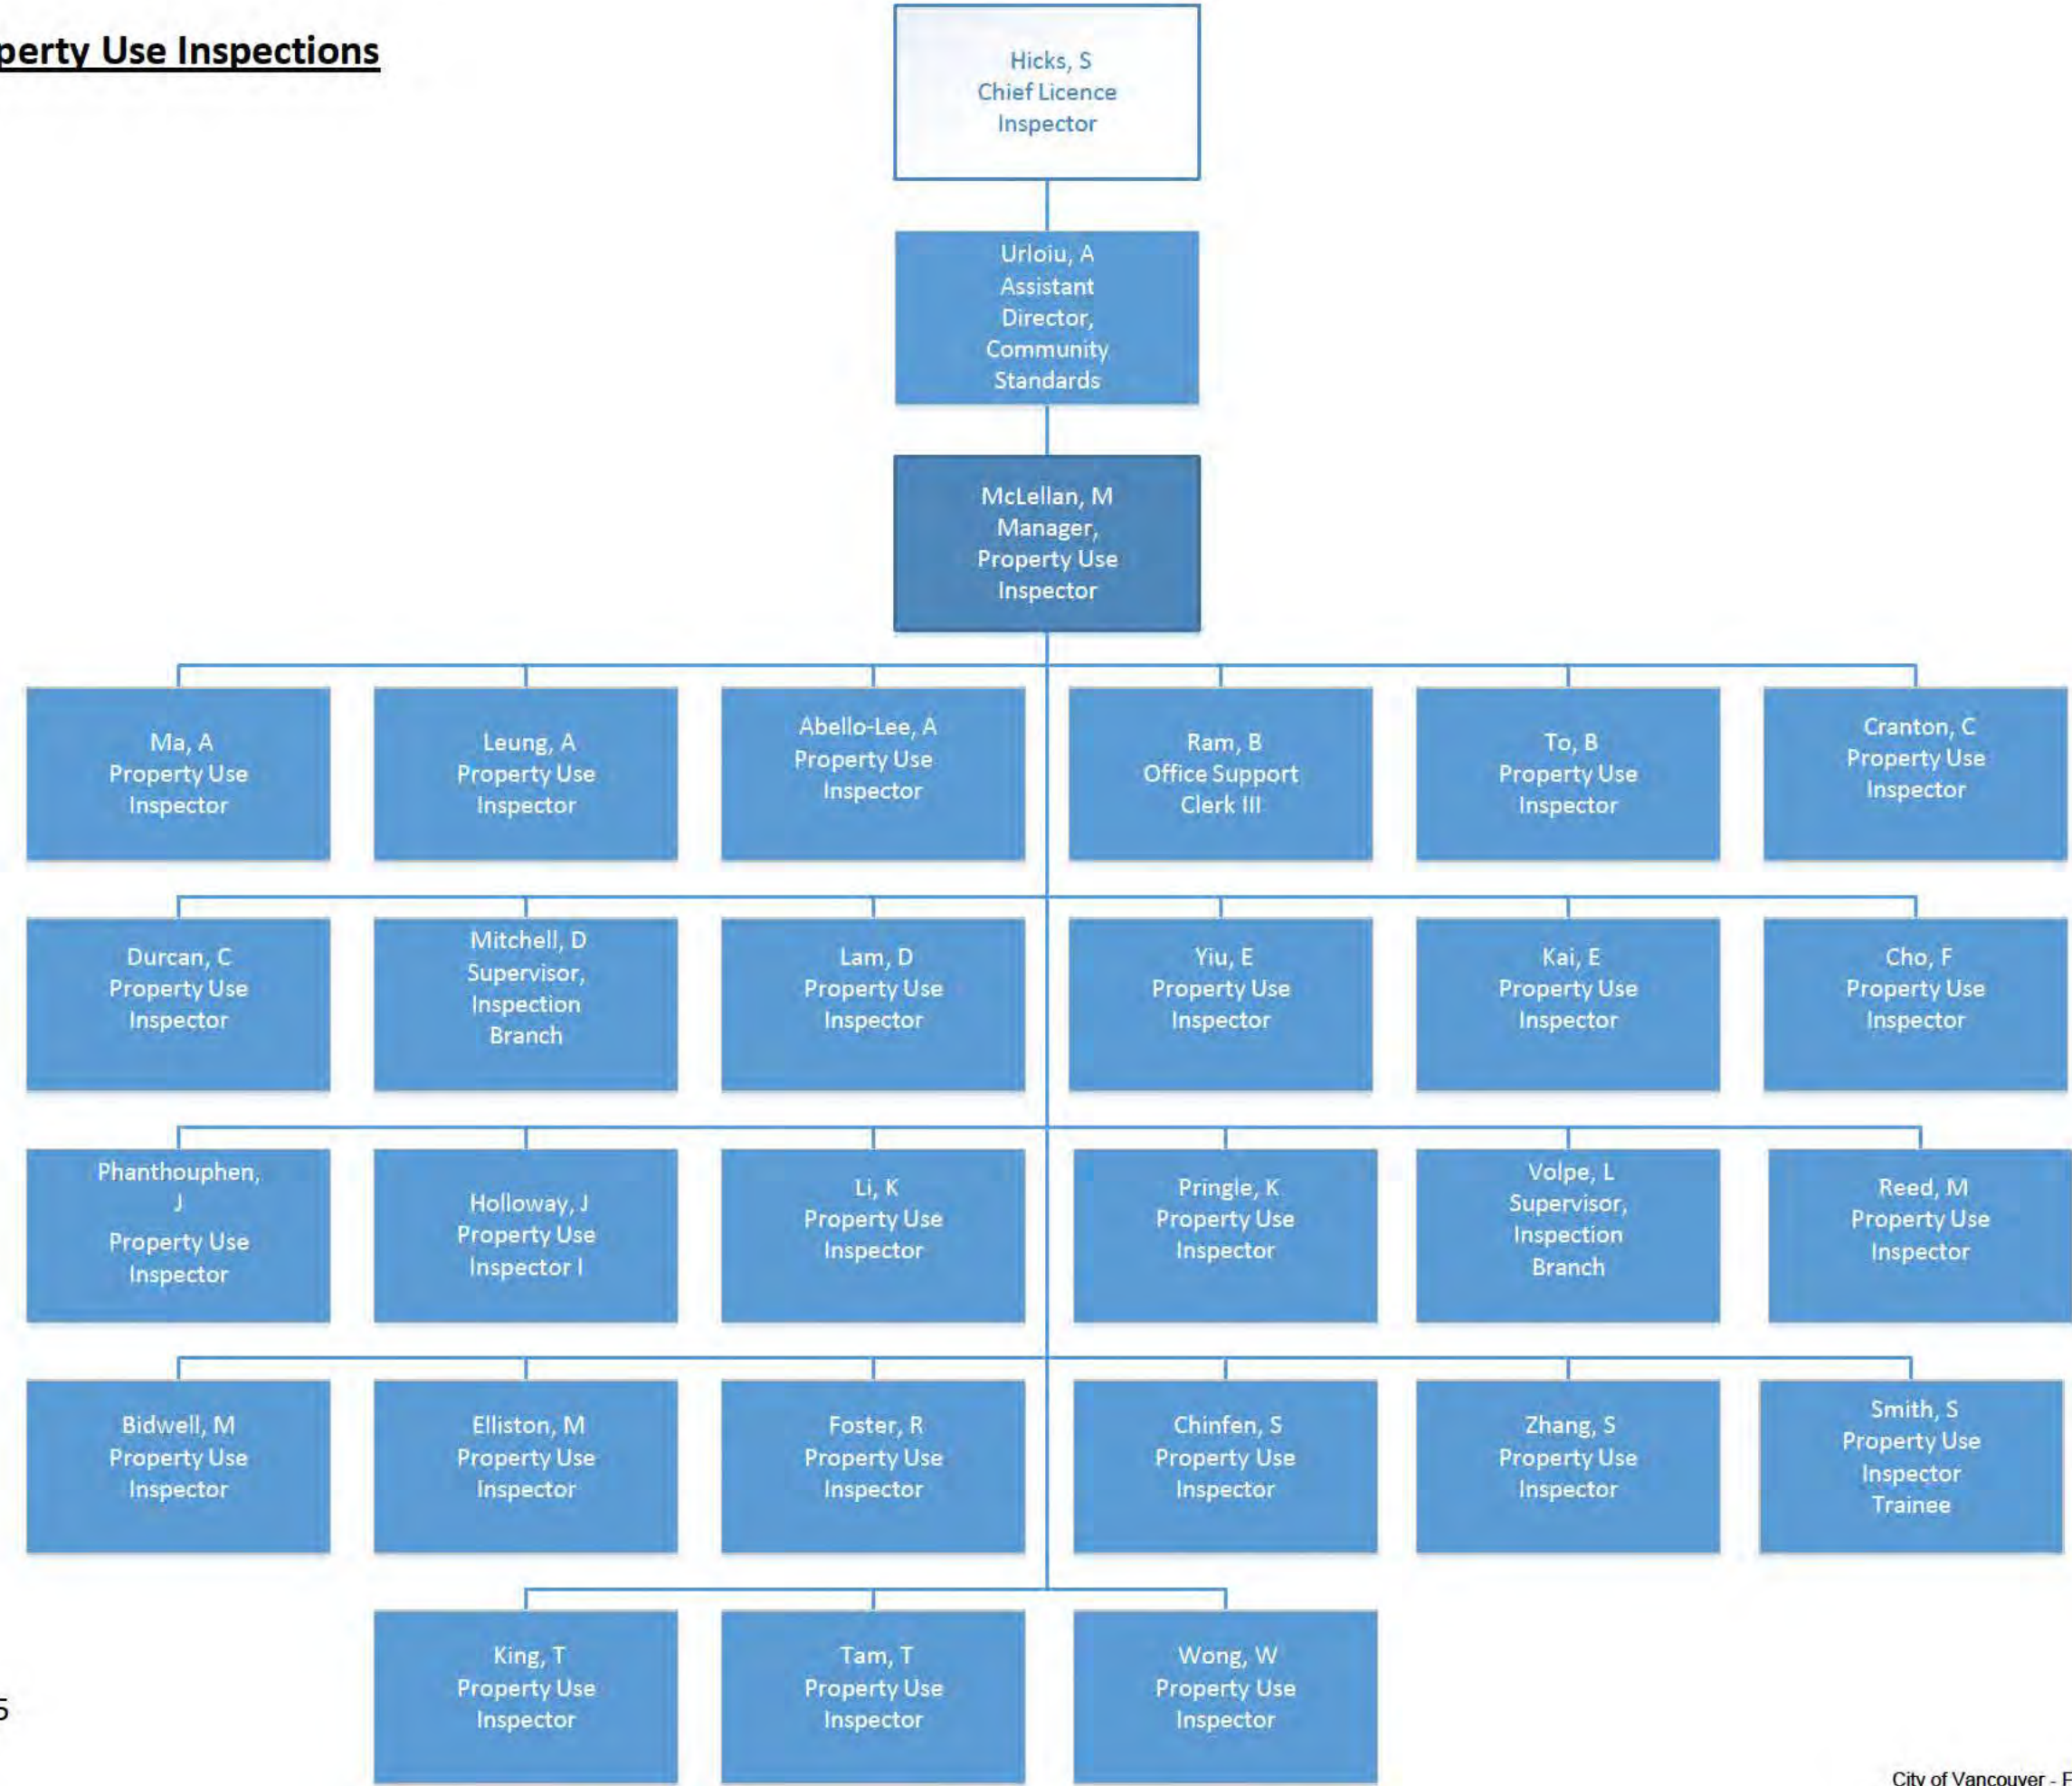 perty Use Inspections
Hicks, S
Chief Licence
Inspector
Urloiu, A
Assistant
Director,
Community
Standards
McLellan, M
Manager,
Property Use
Inspector
Ma, A
Property Use
Inspector
Leung, A
Property Use
Inspector
Abello-Lee, A
Property Use
Inspector
Ram, B
Office Support
Clerk III
To, B
Property Use
Inspector
Cranton, C
Property Use
Inspector
Durcan, C
Property Use
Inspector
Mitchell, D
Supervisor,
Inspection
Branch
Lam, D
Property Use
Inspector
Yiu, E
Property Use
Inspector
Kai, E
Property Use
Inspector
Cho, F
Property Use
Inspector
Phanthouphen,
J
Property Use
Inspector
Holloway, J
Property Use
Inspector I
Li, K
Property Use
Inspector
Pringle, K
Property Use
Inspector
Volpe, L
Supervisor,
Inspection
Branch
Reed, M
Property Use
Inspector
Bidwell, M
Property Use
Inspector
Elliston, M
Property Use
Inspector
Foster, R
Property Use
Inspector
Chinfen, S
Property Use
Inspector
Zhang, S
Property Use
Inspector
Smith, S
Property Use
Inspector
Trainee
King, T
Property Use
Inspector
Tam, T
Property Use
Inspector
Wong, W
Property Use
Inspector
5
City of Vancouver -